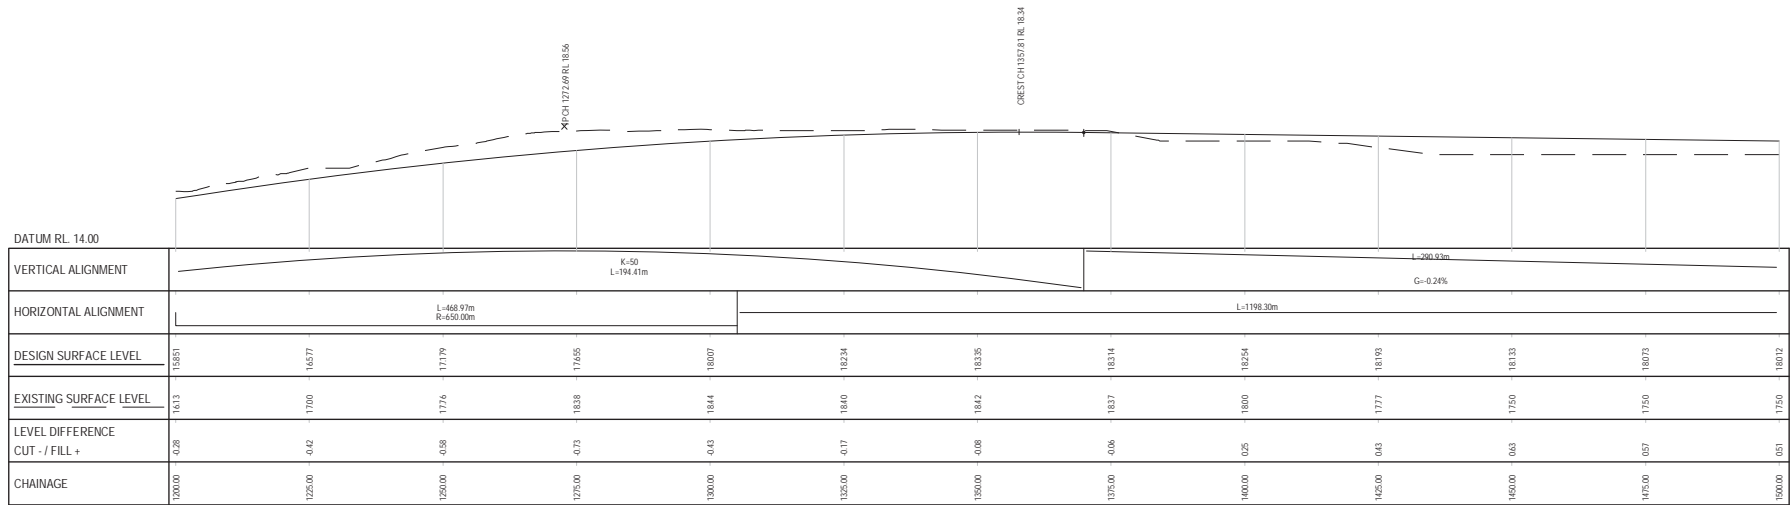 CREST CH 1357.81 RL 18.34
IP CH 1272.69 RL 18.56
DATUM RL. 14.00
VERTICAL ALIGNMENT
K=50
L=194.41m
L=290.93m
G=-0.24%
HORIZONTAL ALIGNMENT
L=468.97m
R=650.00m
L=1198.30m
DESIGN SURFACE LEVEL 15.851 16.577 17.179 17.655 18.007 18.234 18.335 18.314 18.254 18.193 18.133 18.073 18.012
EXISTING SURFACE LEVEL 16.13 17.00 17.76 18.38 18.44 18.40 18.42 18.37 18.00 17.77 17.50 17.50 17.50
LEVEL DIFFERENCE
CUT - / FILL + -0.28 -0.42 -0.58 -0.73 -0.43 -0.17 -0.08 -0.06 0.25 0.43 0.63 0.57 0.51
CHAINAGE 1200.00 1225.00 1250.00 1275.00 1300.00 1325.00 1350.00 1375.00 1400.00 1425.00 1450.00 1475.00 1500.00